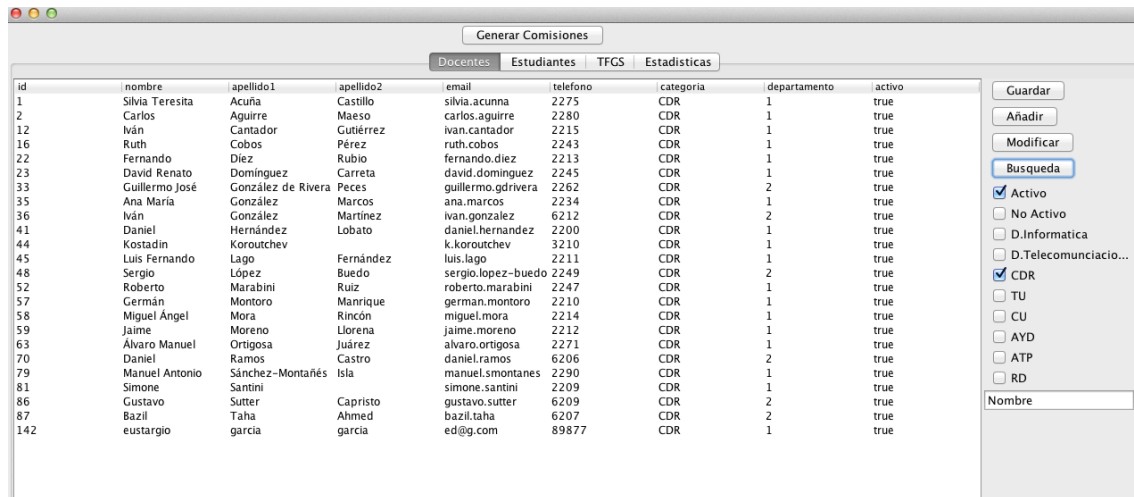 Generar Comisiones
Docentes Estudiantes TFGS Estadisticas
id nombre apellido1 apellido2 email telefono categoria departamento activo
1 Silvia Teresita Acuña Castillo silvia.acunna 2275 CDR 1 true
2 Carlos Aguirre Maeso carlos.aguirre 2280 CDR 1 true
12 Iván Cantador Gutiérrez ivan.cantador 2215 CDR 1 true
16 Ruth Cobos Pérez ruth.cobos 2243 CDR 1 true
22 Fernando Díez Rubio fernando.diez 2213 CDR 1 true
23 David Renato Domínguez Carreta david.dominguez 2245 CDR 1 true
33 Guillermo José González de Rivera Peces guillermo.gdrivera 2262 CDR 2 true
35 Ana María González Marcos ana.marcos 2234 CDR 1 true
36 Iván González Martínez ivan.gonzalez 6212 CDR 2 true
41 Daniel Hernández Lobato daniel.hernandez 2200 CDR 1 true
44 Kostadin Koroutchev k.koroutchev 3210 CDR 1 true
45 Luis Fernando Lago Fernández luis.lago 2211 CDR 1 true
48 Sergio López Buedo sergio.lopez-buedo 2249 CDR 2 true
52 Roberto Marabini Ruiz roberto.marabini 2247 CDR 1 true
57 Germán Montoro Manrique german.montoro 2210 CDR 1 true
58 Miguel Ángel Mora Rincón miguel.mora 2214 CDR 1 true
59 Jaime Moreno Llorena jaime.moreno 2212 CDR 1 true
63 Álvaro Manuel Ortigosa Juárez alvaro.ortigosa 2271 CDR 1 true
70 Daniel Ramos Castro daniel.ramos 6206 CDR 2 true
79 Manuel Antonio Sánchez-Montañés Isla manuel.smontanes 2290 CDR 1 true
81 Simone Santini simone.santini 2209 CDR 1 true
86 Gustavo Sutter Capristo gustavo.sutter 6209 CDR 2 true
87 Bazil Taha Ahmed bazil.taha 6207 CDR 2 true
142 eustargio garcia garcia ed@g.com 89877 CDR 1 true
Guardar
Añadir
Modificar
Busqueda
Activo
No Activo
D.Informatica
D.Telecomunciacio...
CDR
TU
CU
AYD
ATP
RD
Nombre